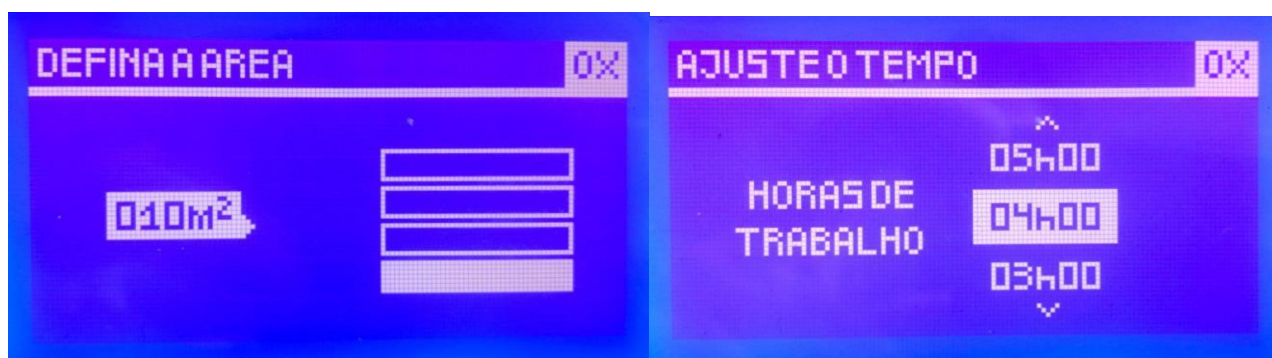 DEFINA A AREA 0%
010m²
AJUSTE O TEMPO 0%
05h00
HORAS DE 04h00
TRABALHO
03h00